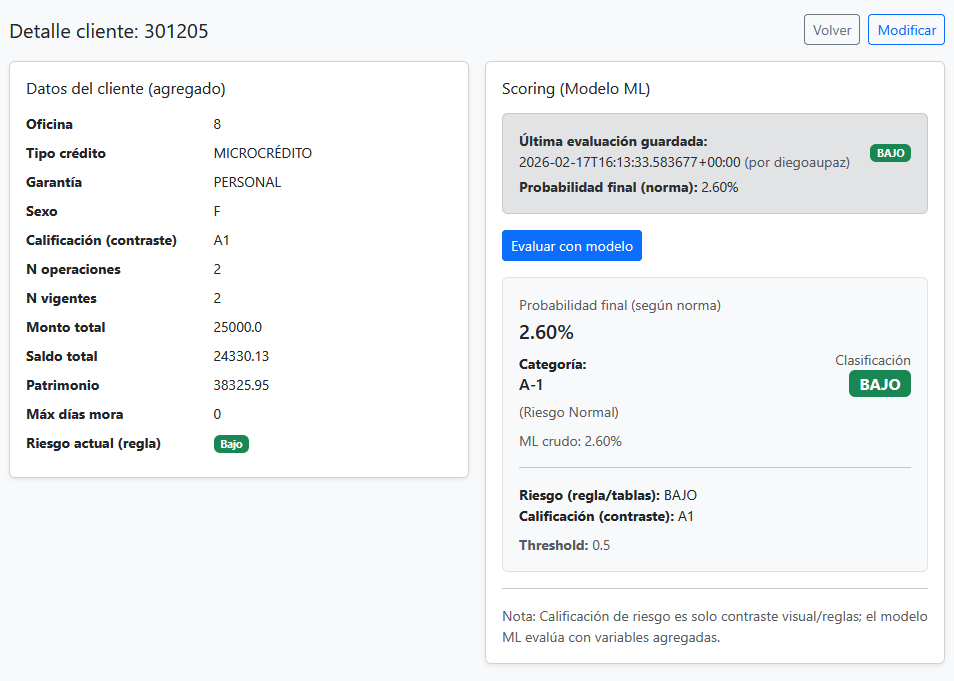 Detalle cliente: 301205
Volver
Modificar
Datos del cliente (agregado)
Oficina 8
Tipo crédito MICROCRÉDITO
Garantía PERSONAL
Sexo F
Calificación (contraste) A1
N operaciones 2
N vigentes 2
Monto total 25000.0
Saldo total 24330.13
Patrimonio 38325.95
Máx días mora 0
Riesgo actual (regla) Bajo
Scoring (Modelo ML)
Última evaluación guardada:
2026-02-17T16:13:33.583677+00:00 (por diegoaupaz)
BAJO
Probabilidad final (norma): 2.60%
Evaluar con modelo
Probabilidad final (según norma)
2.60%
Categoría:
A-1
(Riesgo Normal)
Clasificación
BAJO
ML crudo: 2.60%
Riesgo (regla/tablas): BAJO
Calificación (contraste): A1
Threshold: 0.5
Nota: Calificación de riesgo es solo contraste visual/reglas; el modelo
ML evalúa con variables agregadas.